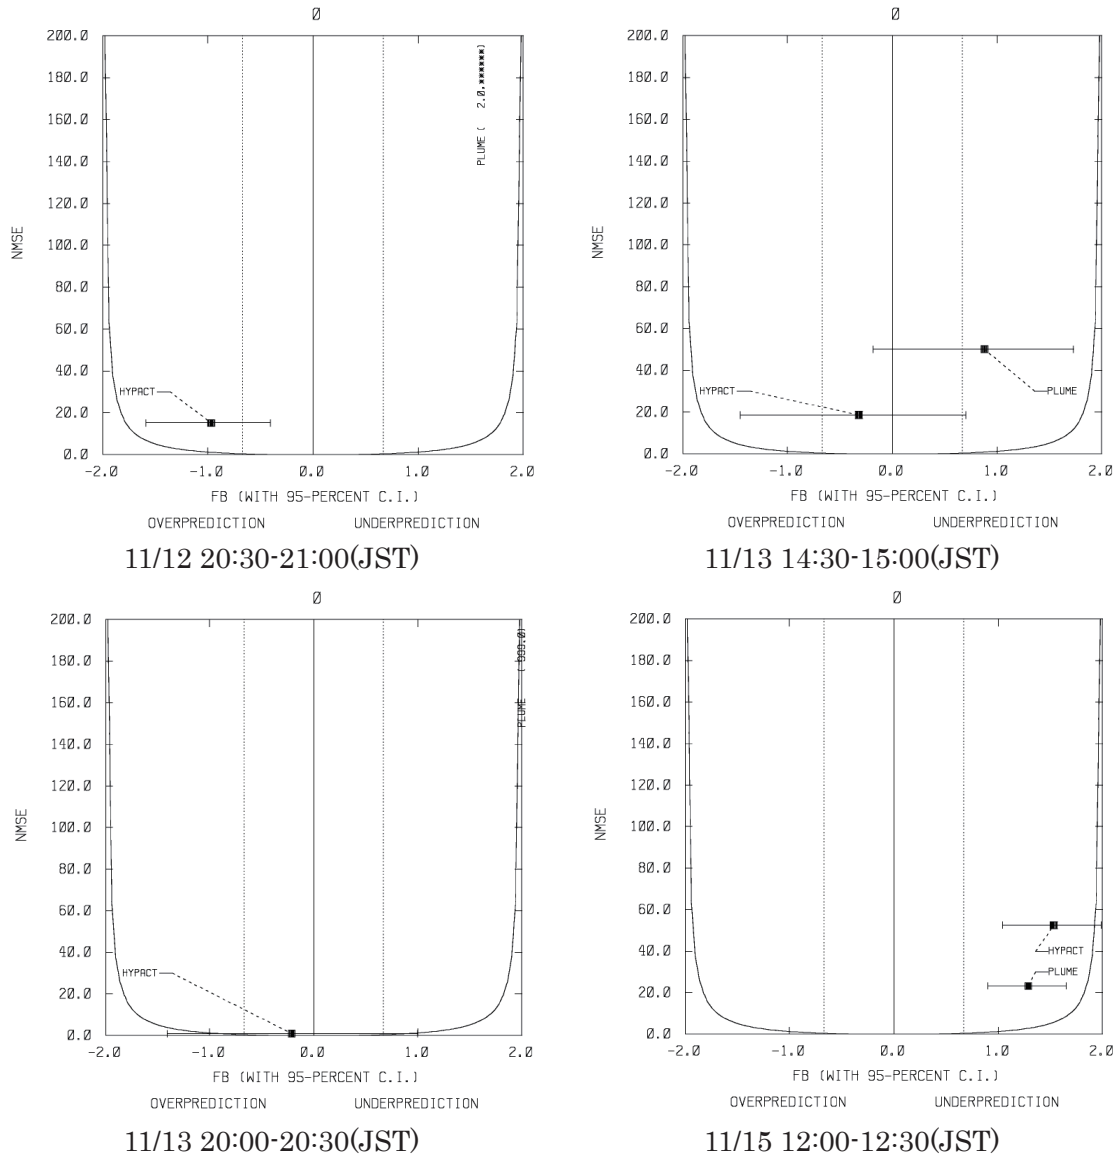 0
200.0
180.0
160.0
140.0
120.0
100.0
80.0
60.0
40.0
20.0
0.0
NMSE
PLUME ( 2.0,******)
HYPACT
-2.0 -1.0 0.0 1.0 2.0
FB (WITH 95-PERCENT C.I.)
OVERPREDICTION UNDERPREDICTION
11/12 20:30-21:00(JST)
0
200.0
180.0
160.0
140.0
120.0
100.0
80.0
60.0
40.0
20.0
0.0
NMSE
HYPACT
PLUME
-2.0 -1.0 0.0 1.0 2.0
FB (WITH 95-PERCENT C.I.)
OVERPREDICTION UNDERPREDICTION
11/13 14:30-15:00(JST)
0
200.0
180.0
160.0
140.0
120.0
100.0
80.0
60.0
40.0
20.0
0.0
NMSE
PLUME ( 999.0)
HYPACT
-2.0 -1.0 0.0 1.0 2.0
FB (WITH 95-PERCENT C.I.)
OVERPREDICTION UNDERPREDICTION
11/13 20:00-20:30(JST)
0
200.0
180.0
160.0
140.0
120.0
100.0
80.0
60.0
40.0
20.0
0.0
NMSE
HYPACT
PLUME
-2.0 -1.0 0.0 1.0 2.0
FB (WITH 95-PERCENT C.I.)
OVERPREDICTION UNDERPREDICTION
11/15 12:00-12:30(JST)